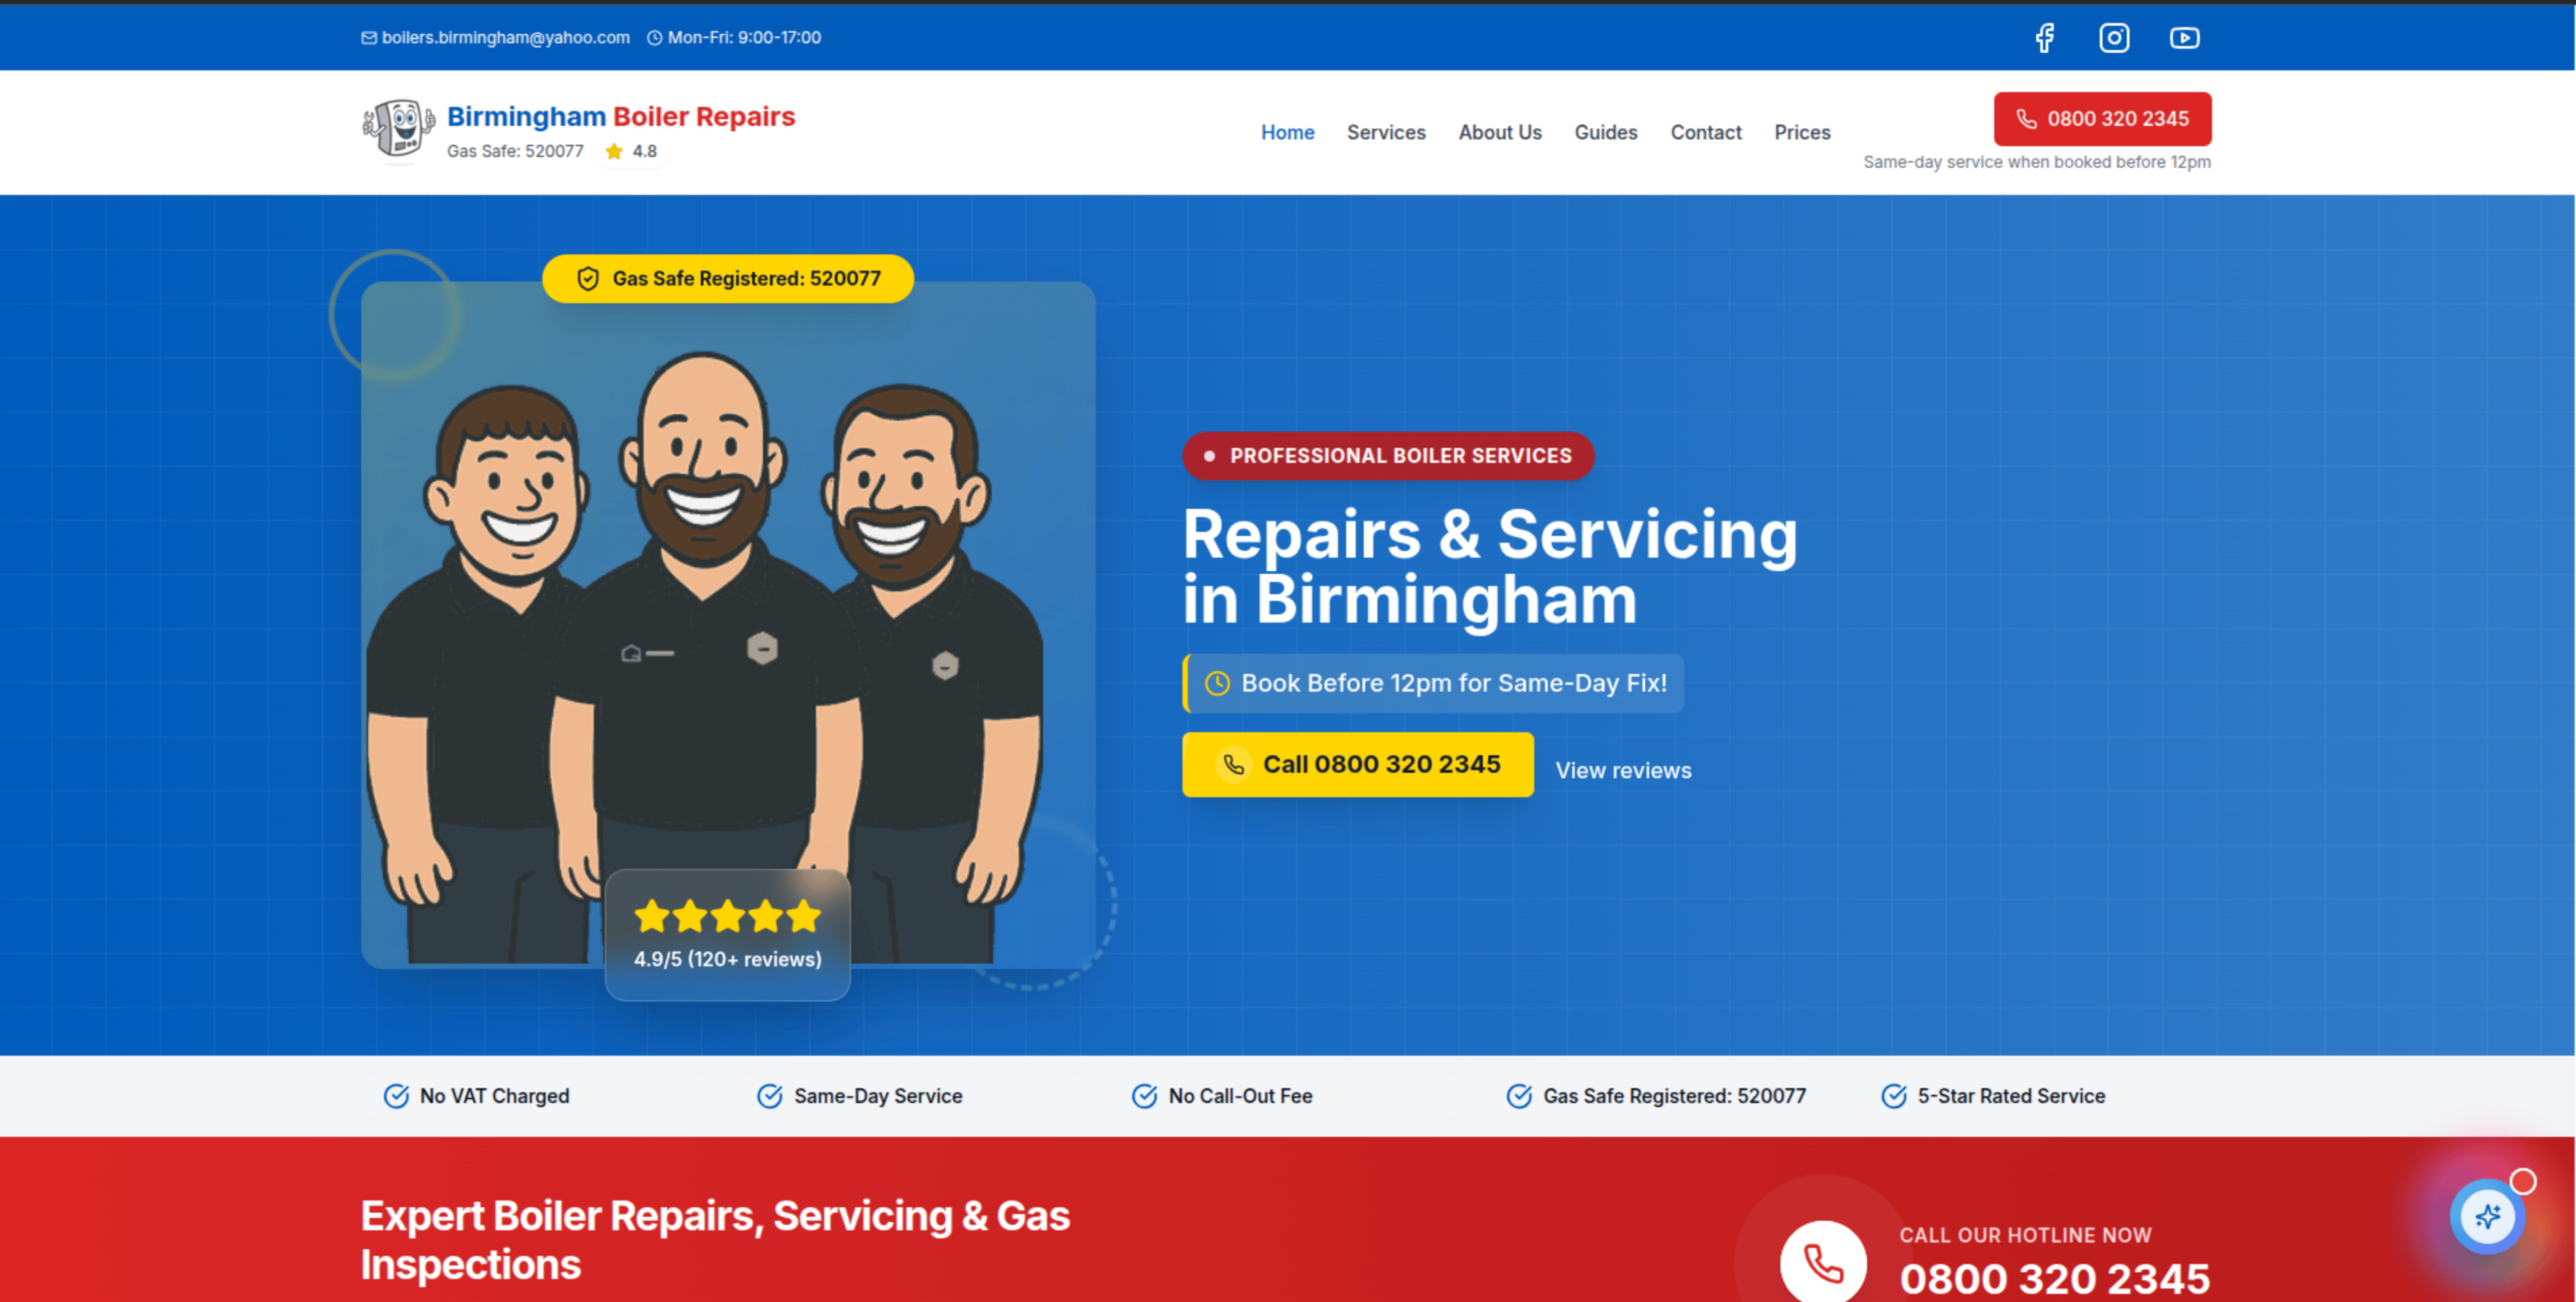 boilers.birmingham@yahoo.com Mon-Fri: 9:00-17:00
Birmingham Boiler Repairs
Gas Safe: 520077 4.8
Home Services About Us Guides Contact Prices
0800 320 2345
Same-day service when booked before 12pm
Gas Safe Registered: 520077
4.9/5 (120+ reviews)
PROFESSIONAL BOILER SERVICES
Repairs & Servicing
in Birmingham
Book Before 12pm for Same-Day Fix!
Call 0800 320 2345
View reviews
No VAT Charged
Same-Day Service
No Call-Out Fee
Gas Safe Registered: 520077
5-Star Rated Service
Expert Boiler Repairs, Servicing & Gas
Inspections
CALL OUR HOTLINE NOW
0800 320 2345